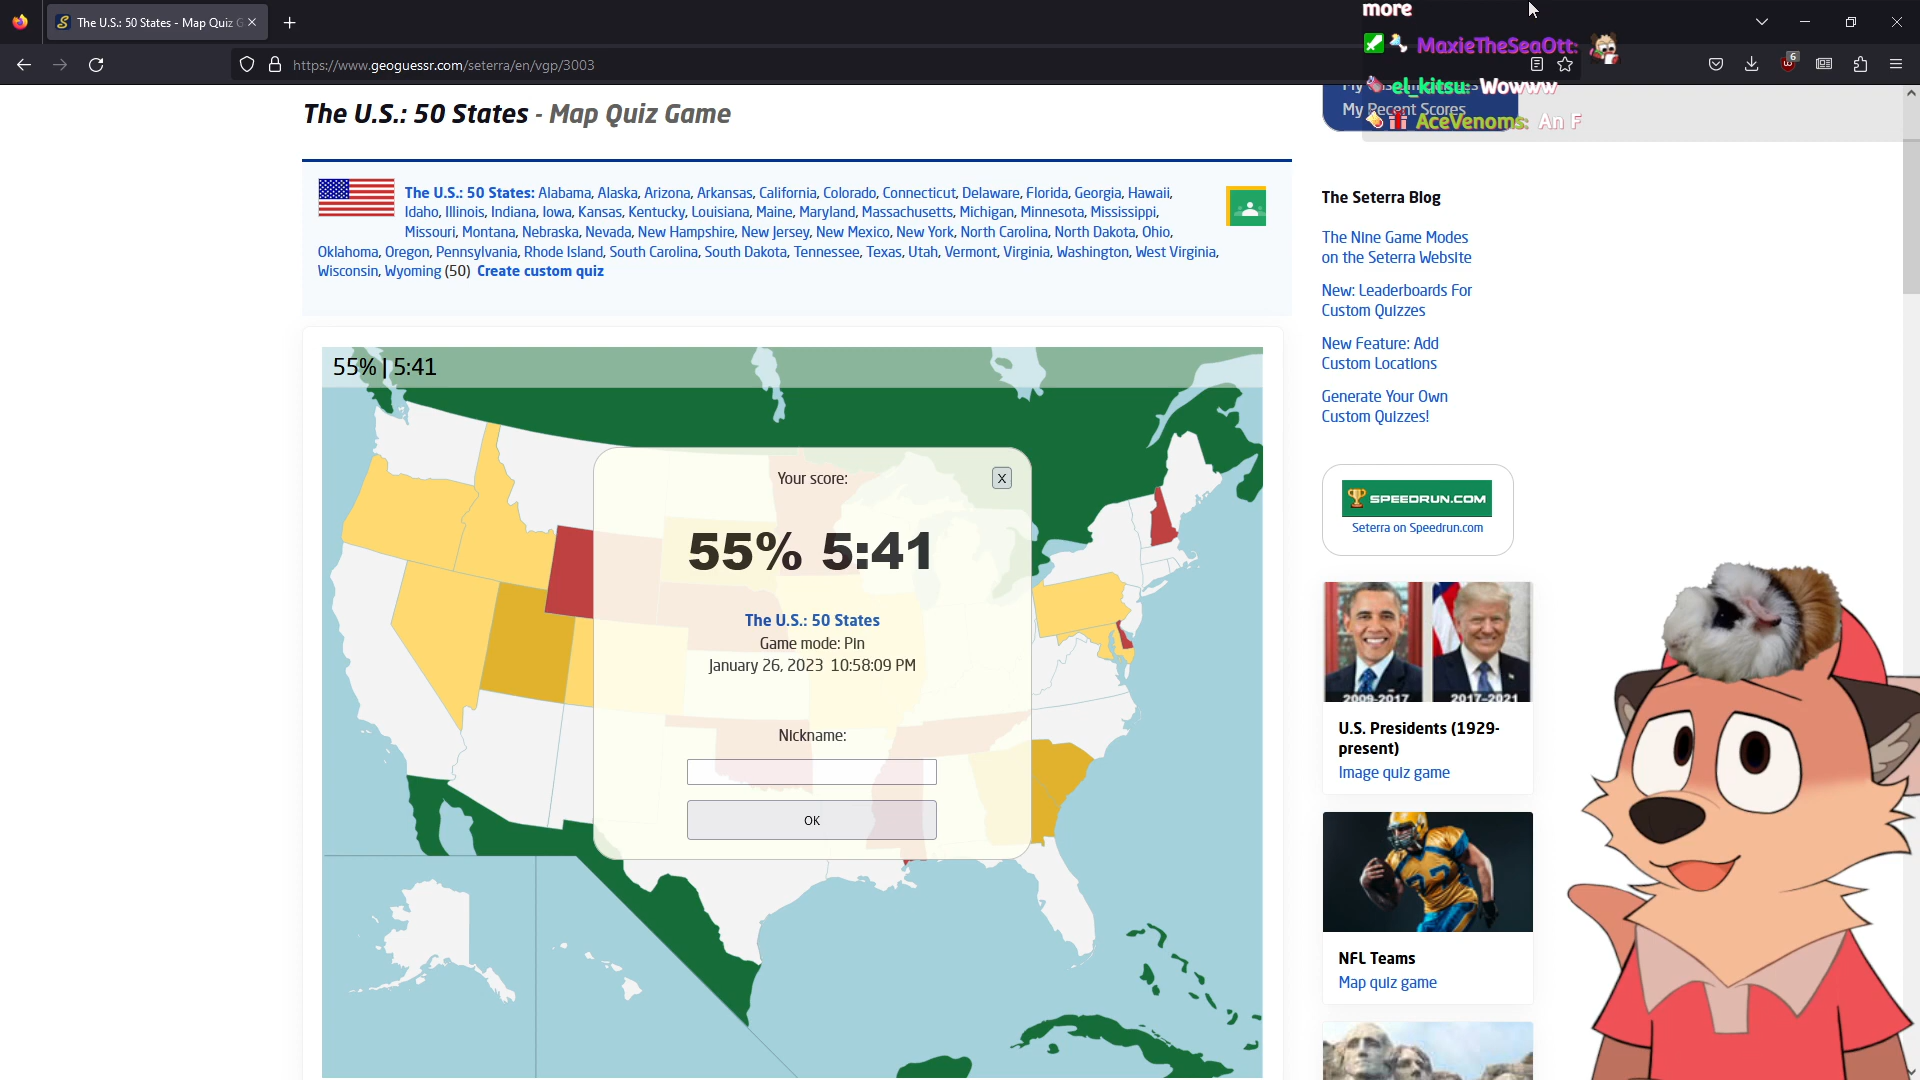 The U.S.: 50 States - Map Quiz G
more
MaxieTheSeaOtt:
https://www.geoguessr.com/seterra/en/vgp/3003
6
el_kitsu: Wowww
My Recent Scores
AceVenoms: An F
The U.S.: 50 States - Map Quiz Game
The U.S.: 50 States: Alabama, Alaska, Arizona, Arkansas, California, Colorado, Connecticut, Delaware, Florida, Georgia, Hawaii,
Idaho, Illinois, Indiana, Iowa, Kansas, Kentucky, Louisiana, Maine, Maryland, Massachusetts, Michigan, Minnesota, Mississippi,
Missouri, Montana, Nebraska, Nevada, New Hampshire, New Jersey, New Mexico, New York, North Carolina, North Dakota, Ohio,
Oklahoma, Oregon, Pennsylvania, Rhode Island, South Carolina, South Dakota, Tennessee, Texas, Utah, Vermont, Virginia, Washington, West Virginia,
Wisconsin, Wyoming (50) Create custom quiz
55% | 5:41
Your score:
X
55% 5:41
The U.S.: 50 States
Game mode: Pin
January 26, 2023 10:58:09 PM
Nickname:
OK
The Seterra Blog
The Nine Game Modes
on the Seterra Website
New: Leaderboards For
Custom Quizzes
New Feature: Add
Custom Locations
Generate Your Own
Custom Quizzes!
SPEEDRUN.COM
Seterra on Speedrun.com
2009-2017
2017-2021
U.S. Presidents (1929-
present)
Image quiz game
NFL Teams
Map quiz game